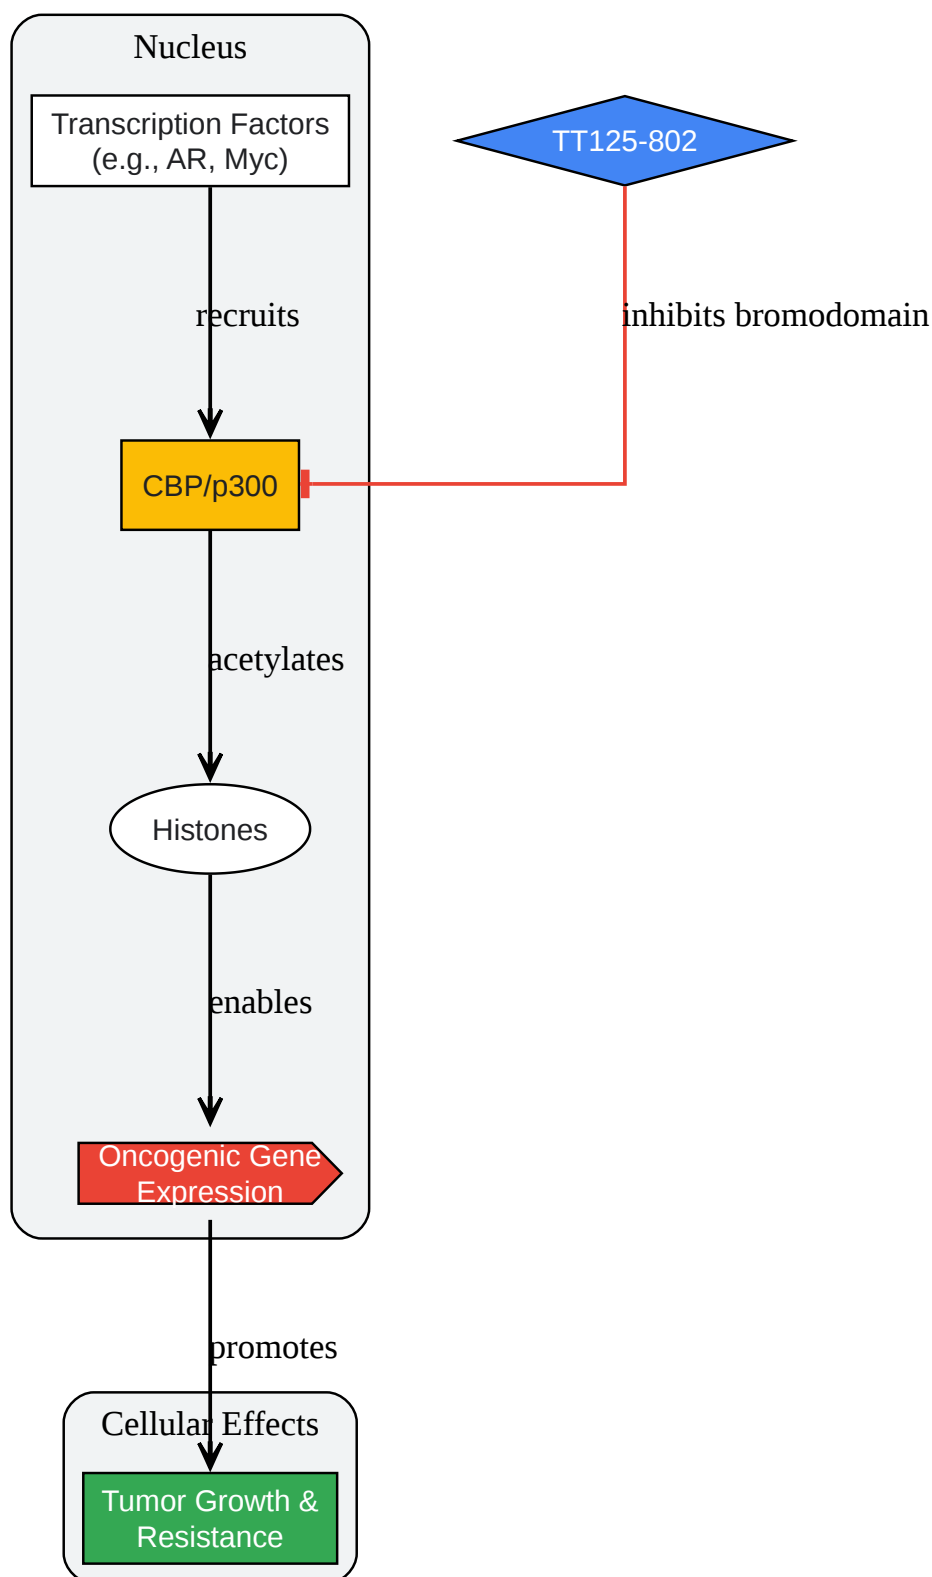 Nucleus
Transcription Factors
(e.g., AR, Myc)
TT125-802
recruits
inhibits bromodomain
CBP/p300
acetylates
Histones
enables
Oncogenic Gene
Expression
promotes
Cellular Effects
Tumor Growth &
Resistance